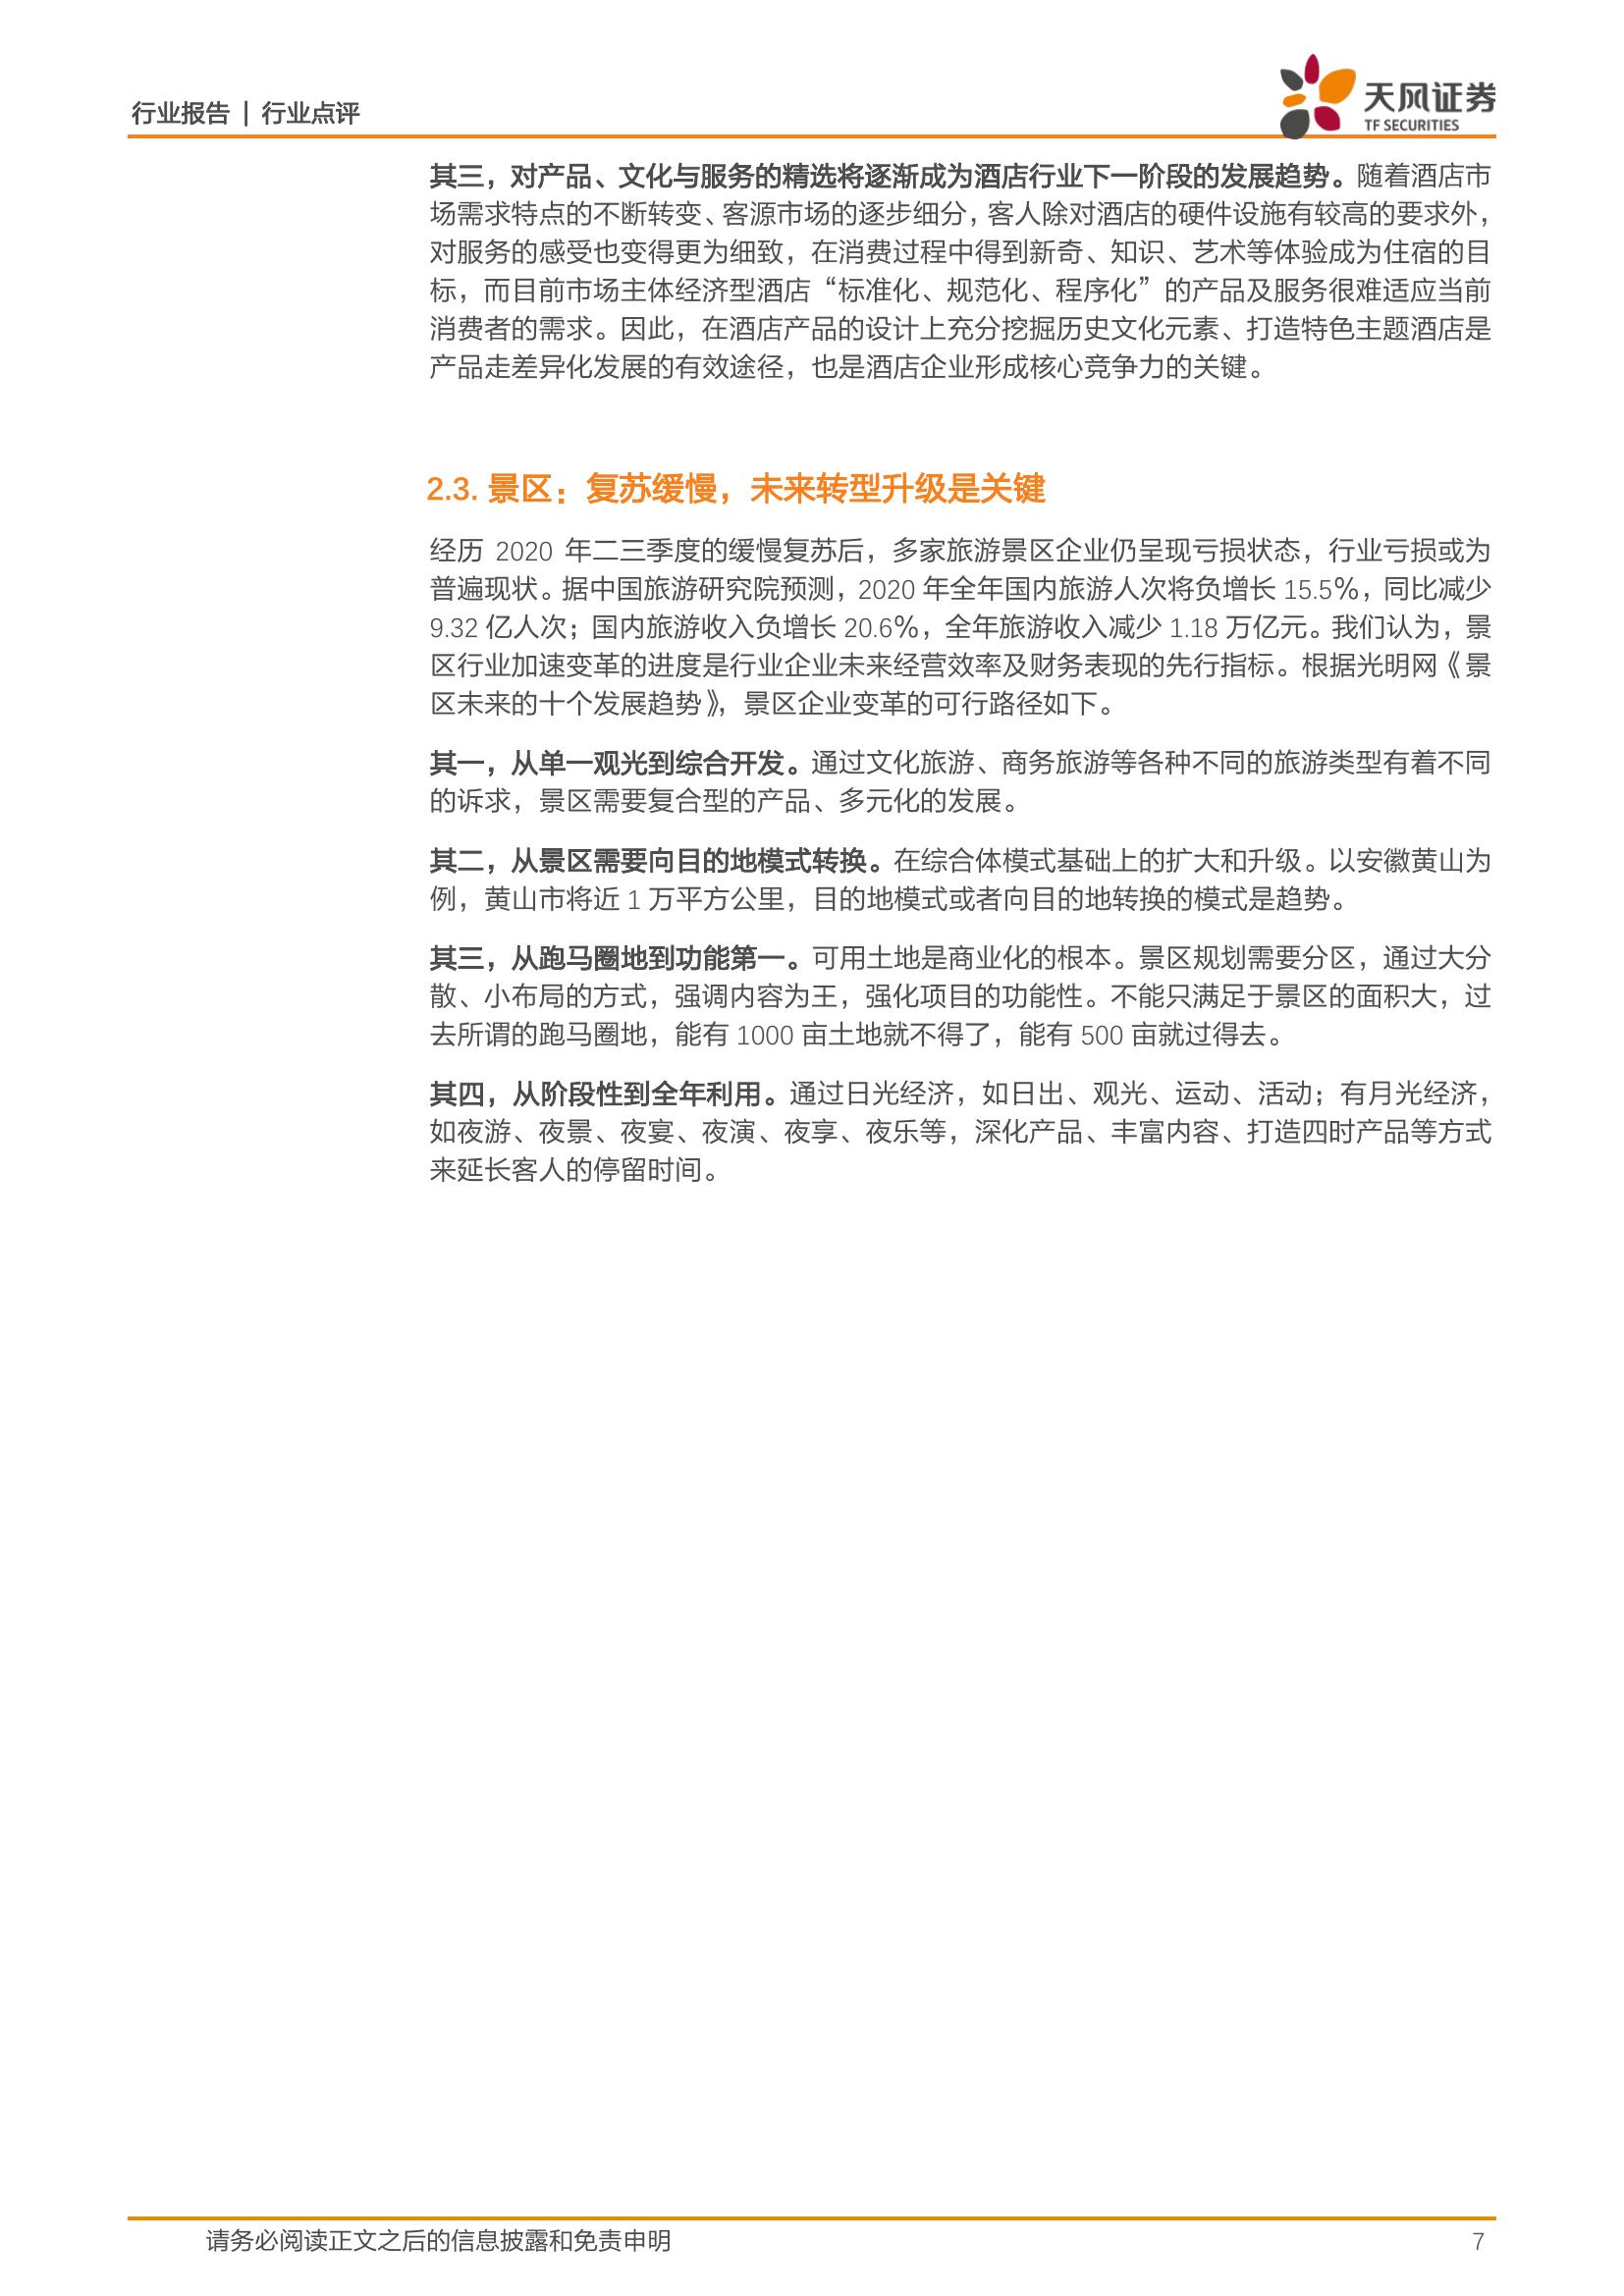 行业报告 | 行业点评
天风证券
TF SECURITIES
其三，对产品、文化与服务的精选将逐渐成为酒店行业下一阶段的发展趋势。随着酒店市
场需求特点的不断转变、客源市场的逐步细分，客人除对酒店的硬件设施有较高的要求外，
对服务的感受也变得更为细致，在消费过程中得到新奇、知识、艺术等体验成为住宿的目
标，而目前市场主体经济型酒店“标准化、规范化、程序化”的产品及服务很难适应当前
消费者的需求。因此，在酒店产品的设计上充分挖掘历史文化元素、打造特色主题酒店是
产品走差异化发展的有效途径，也是酒店企业形成核心竞争力的关键。
2.3. 景区：复苏缓慢，未来转型升级是关键
经历 2020 年二三季度的缓慢复苏后，多家旅游景区企业仍呈现亏损状态，行业亏损或为
普遍现状。据中国旅游研究院预测，2020 年全年国内旅游人次将负增长 15.5%，同比减少
9.32 亿人次；国内旅游收入负增长 20.6%，全年旅游收入减少 1.18 万亿元。我们认为，景
区行业加速变革的进度是行业企业未来经营效率及财务表现的先行指标。根据光明网《景
区未来的十个发展趋势》，景区企业变革的可行路径如下。
其一，从单一观光到综合开发。通过文化旅游、商务旅游等各种不同的旅游类型有着不同
的诉求，景区需要复合型的产品、多元化的发展。
其二，从景区需要向目的地模式转换。在综合体模式基础上的扩大和升级。以安徽黄山为
例，黄山市将近 1 万平方公里，目的地模式或者向目的地转换的模式是趋势。
其三，从跑马圈地到功能第一。可用土地是商业化的根本。景区规划需要分区，通过大分
散、小布局的方式，强调内容为王，强化项目的功能性。不能只满足于景区的面积大，过
去所谓的跑马圈地，能有 1000 亩土地就不得了，能有 500 亩就过得去。
其四，从阶段性到全年利用。通过日光经济，如日出、观光、运动、活动；有月光经济，
如夜游、夜景、夜宴、夜演、夜享、夜乐等，深化产品、丰富内容、打造四时产品等方式
来延长客人的停留时间。
请务必阅读正文之后的信息披露和免责申明
7